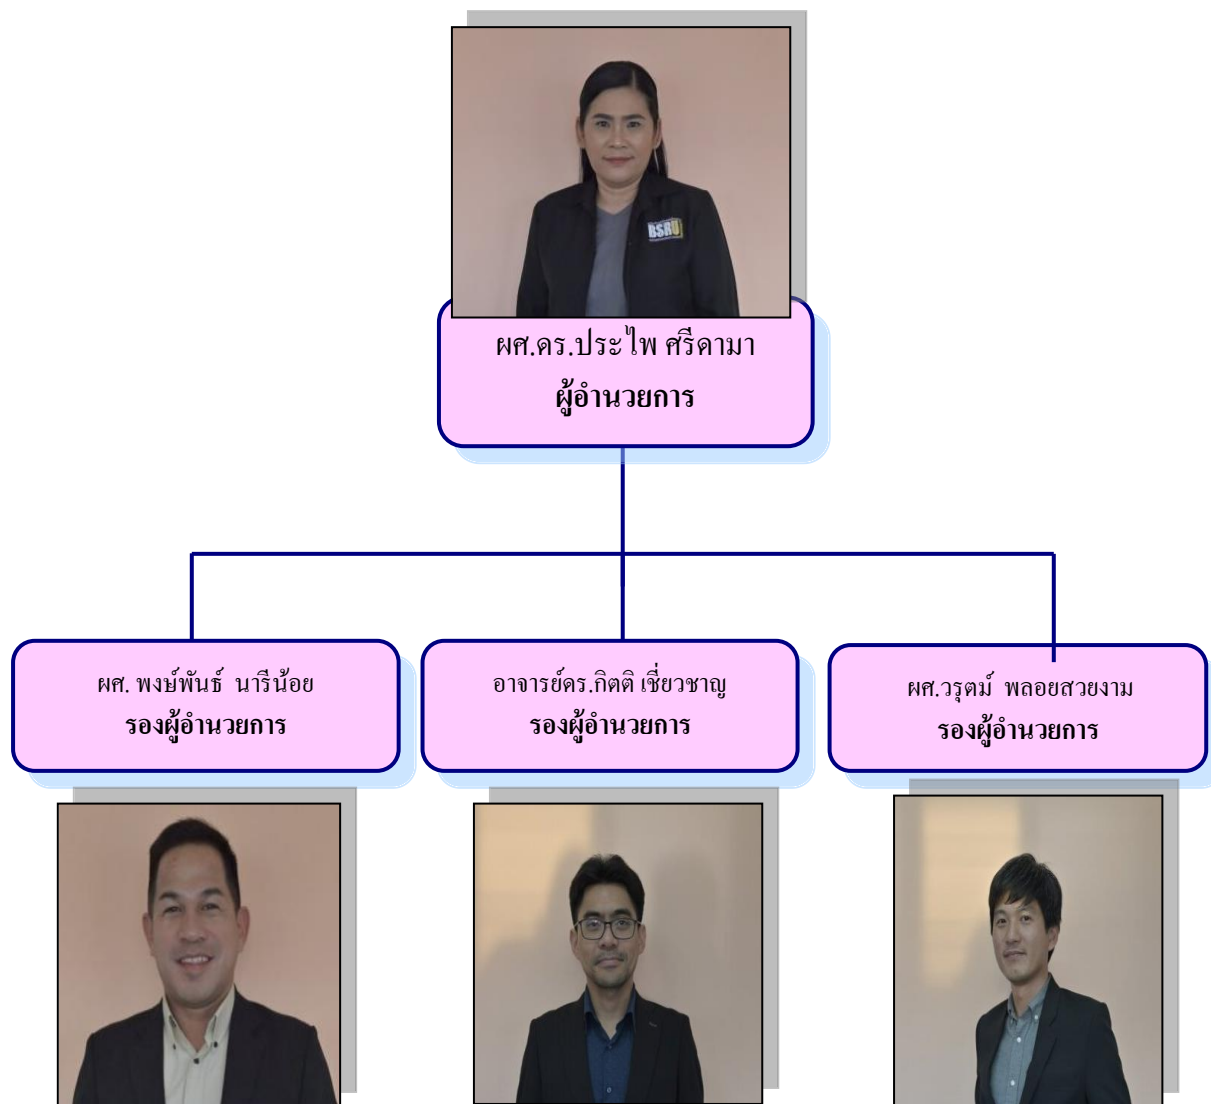 BSRU
ผศ.ดร.ประไพ ศรีดามา
ผู้อำนวยการ
ผศ. พงษ์พันธ์ นารีน้อย
รองผู้อำนวยการ
อาจารย์ดร.กิตติ เชี่ยวชาญ
รองผู้อำนวยการ
ผศ.วรุตม์ พลอยสวยงาม
รองผู้อำนวยการ